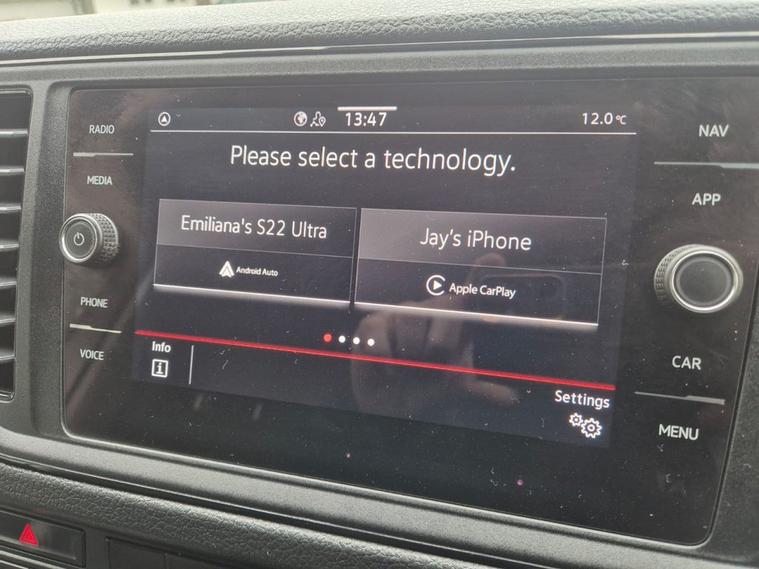 13:47
12.0 °C
RADIO
NAV
Please select a technology.
MEDIA
APP
Emiliana's S22 Ultra
Jay's iPhone
Android Auto
Apple CarPlay
PHONE
VOICE
Info
CAR
Settings
MENU